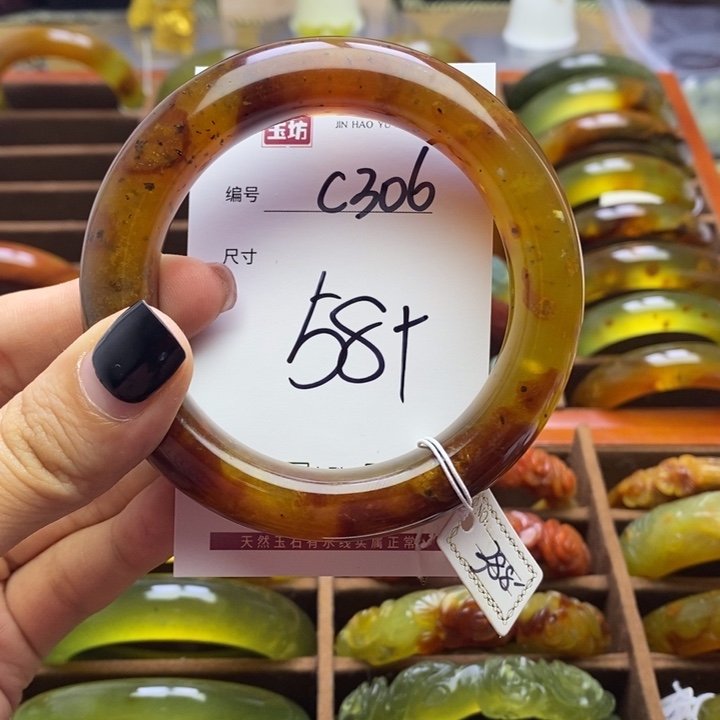 玉坊
JIN HAO YU
编号 C306
尺寸
58+
天然玉石有水线实属正常